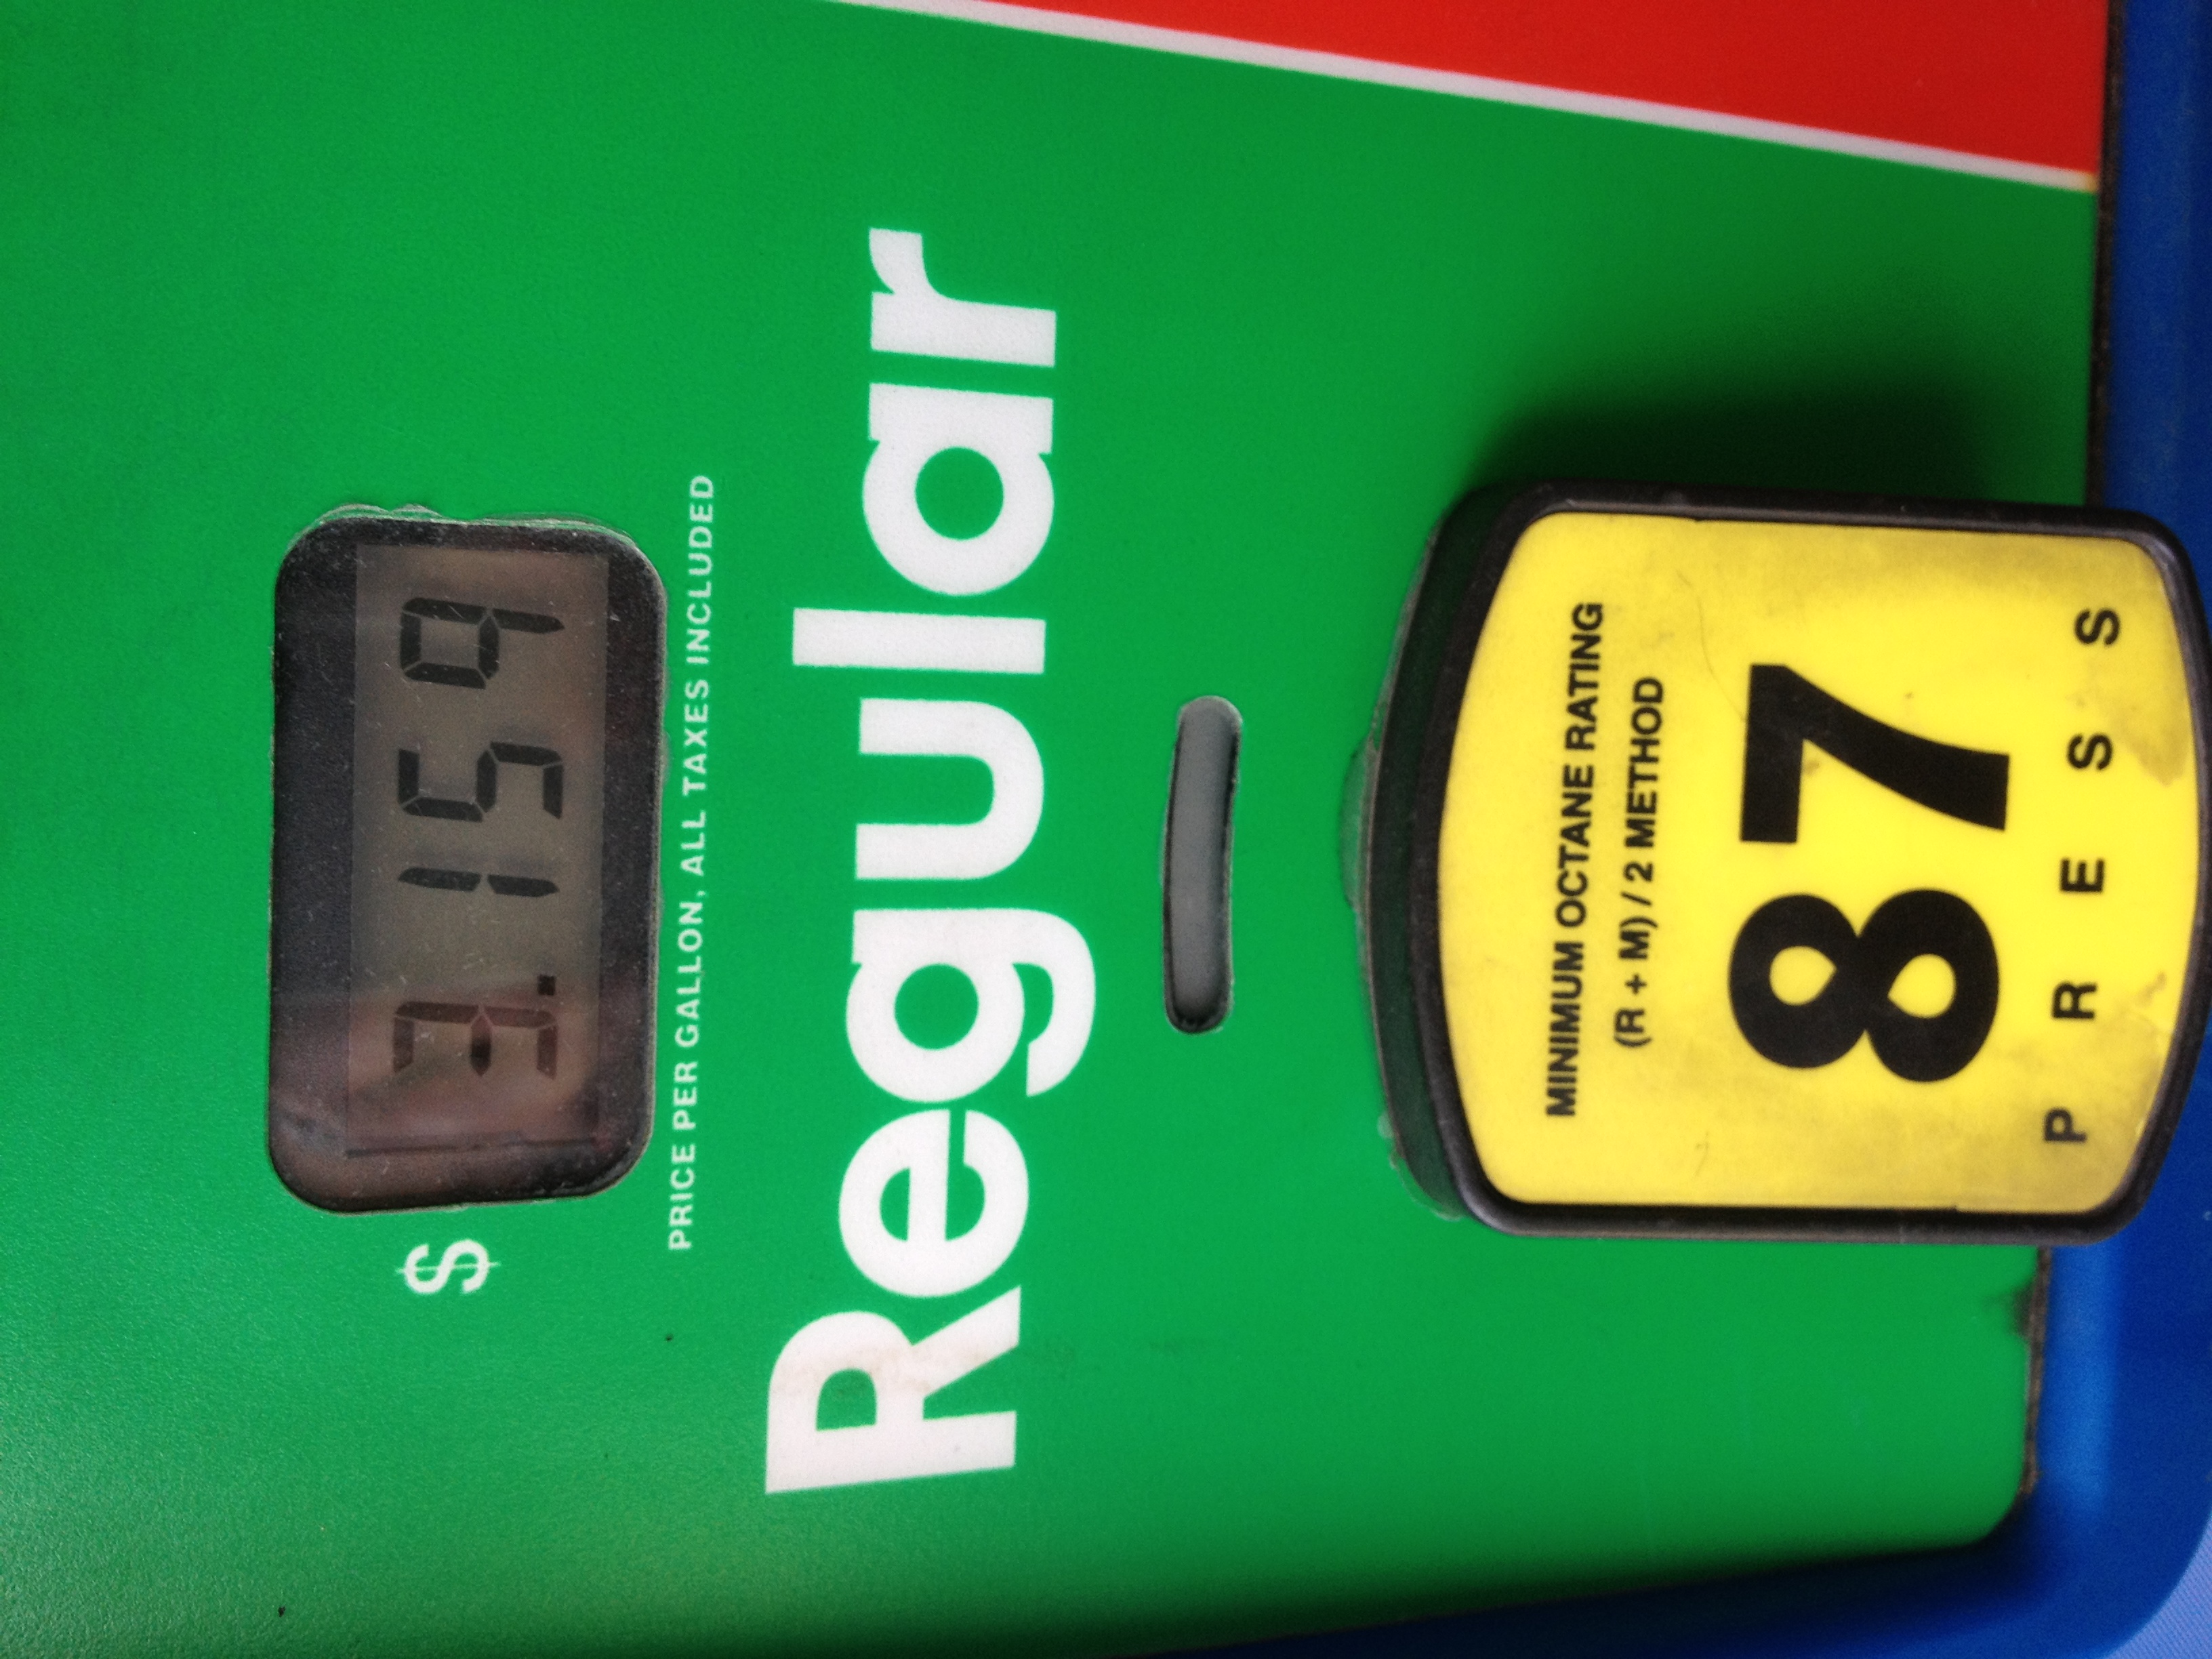 $ 3.159
PRICE PER GALLON, ALL TAXES INCLUDED
Regular
MINIMUM OCTANE RATING
(R + M) / 2 METHOD
87
PRESS